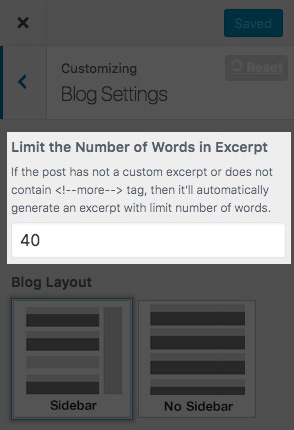 Saved
Customizing
Reset
Blog Settings
Limit the Number of Words in Excerpt
If the post has not a custom excerpt or does not
contain <!--more--> tag, then it'll automatically
generate an excerpt with limit number of words.
40
Blog Layout
Sidebar
No Sidebar